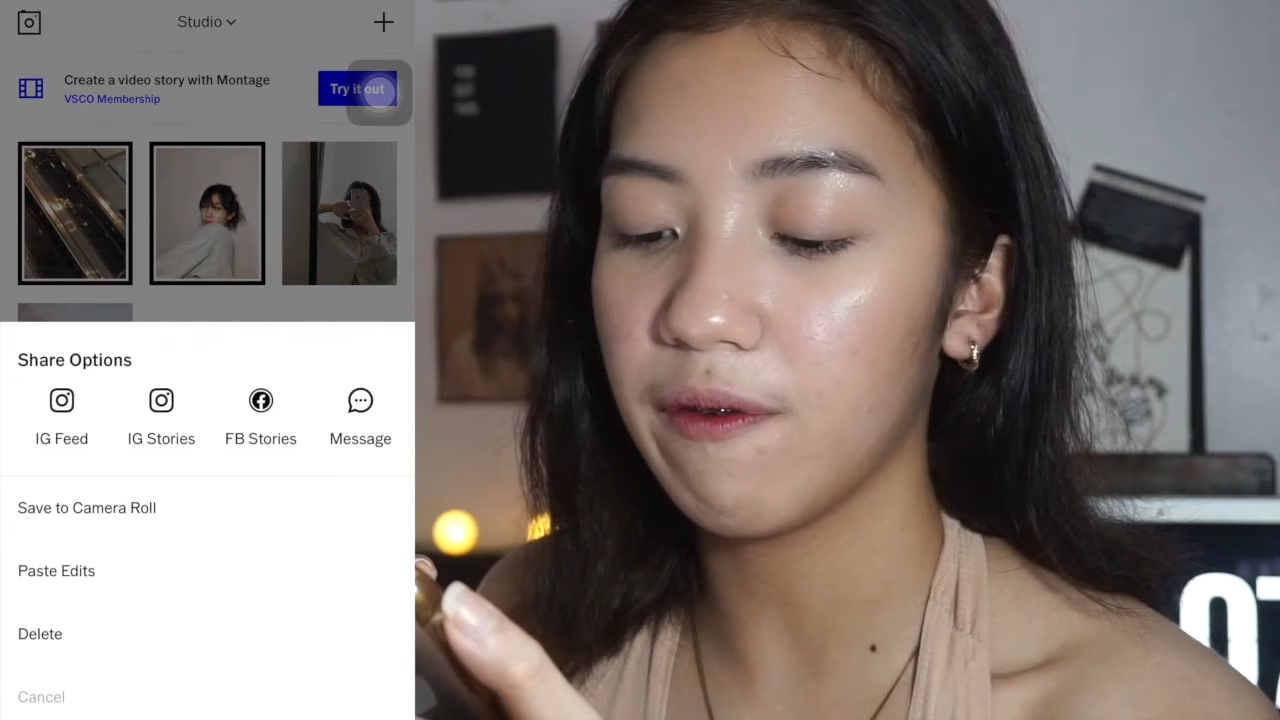 Studio
Create a video story with Montage
VSCO Membership
Try it out
Share Options
IG Feed
IG Stories
FB Stories
Message
Save to Camera Roll
Paste Edits
Delete
Cancel